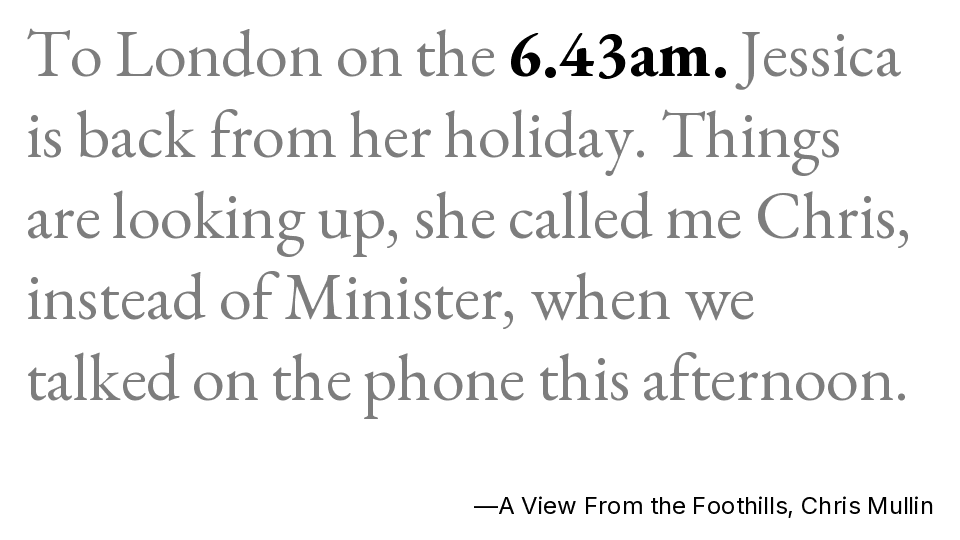 To London on the 6.43am. Jessica
is back from her holiday. Things
are looking up, she called me Chris,
instead of Minister, when we
talked on the phone this afternoon.
—A View From the Foothills, Chris Mullin